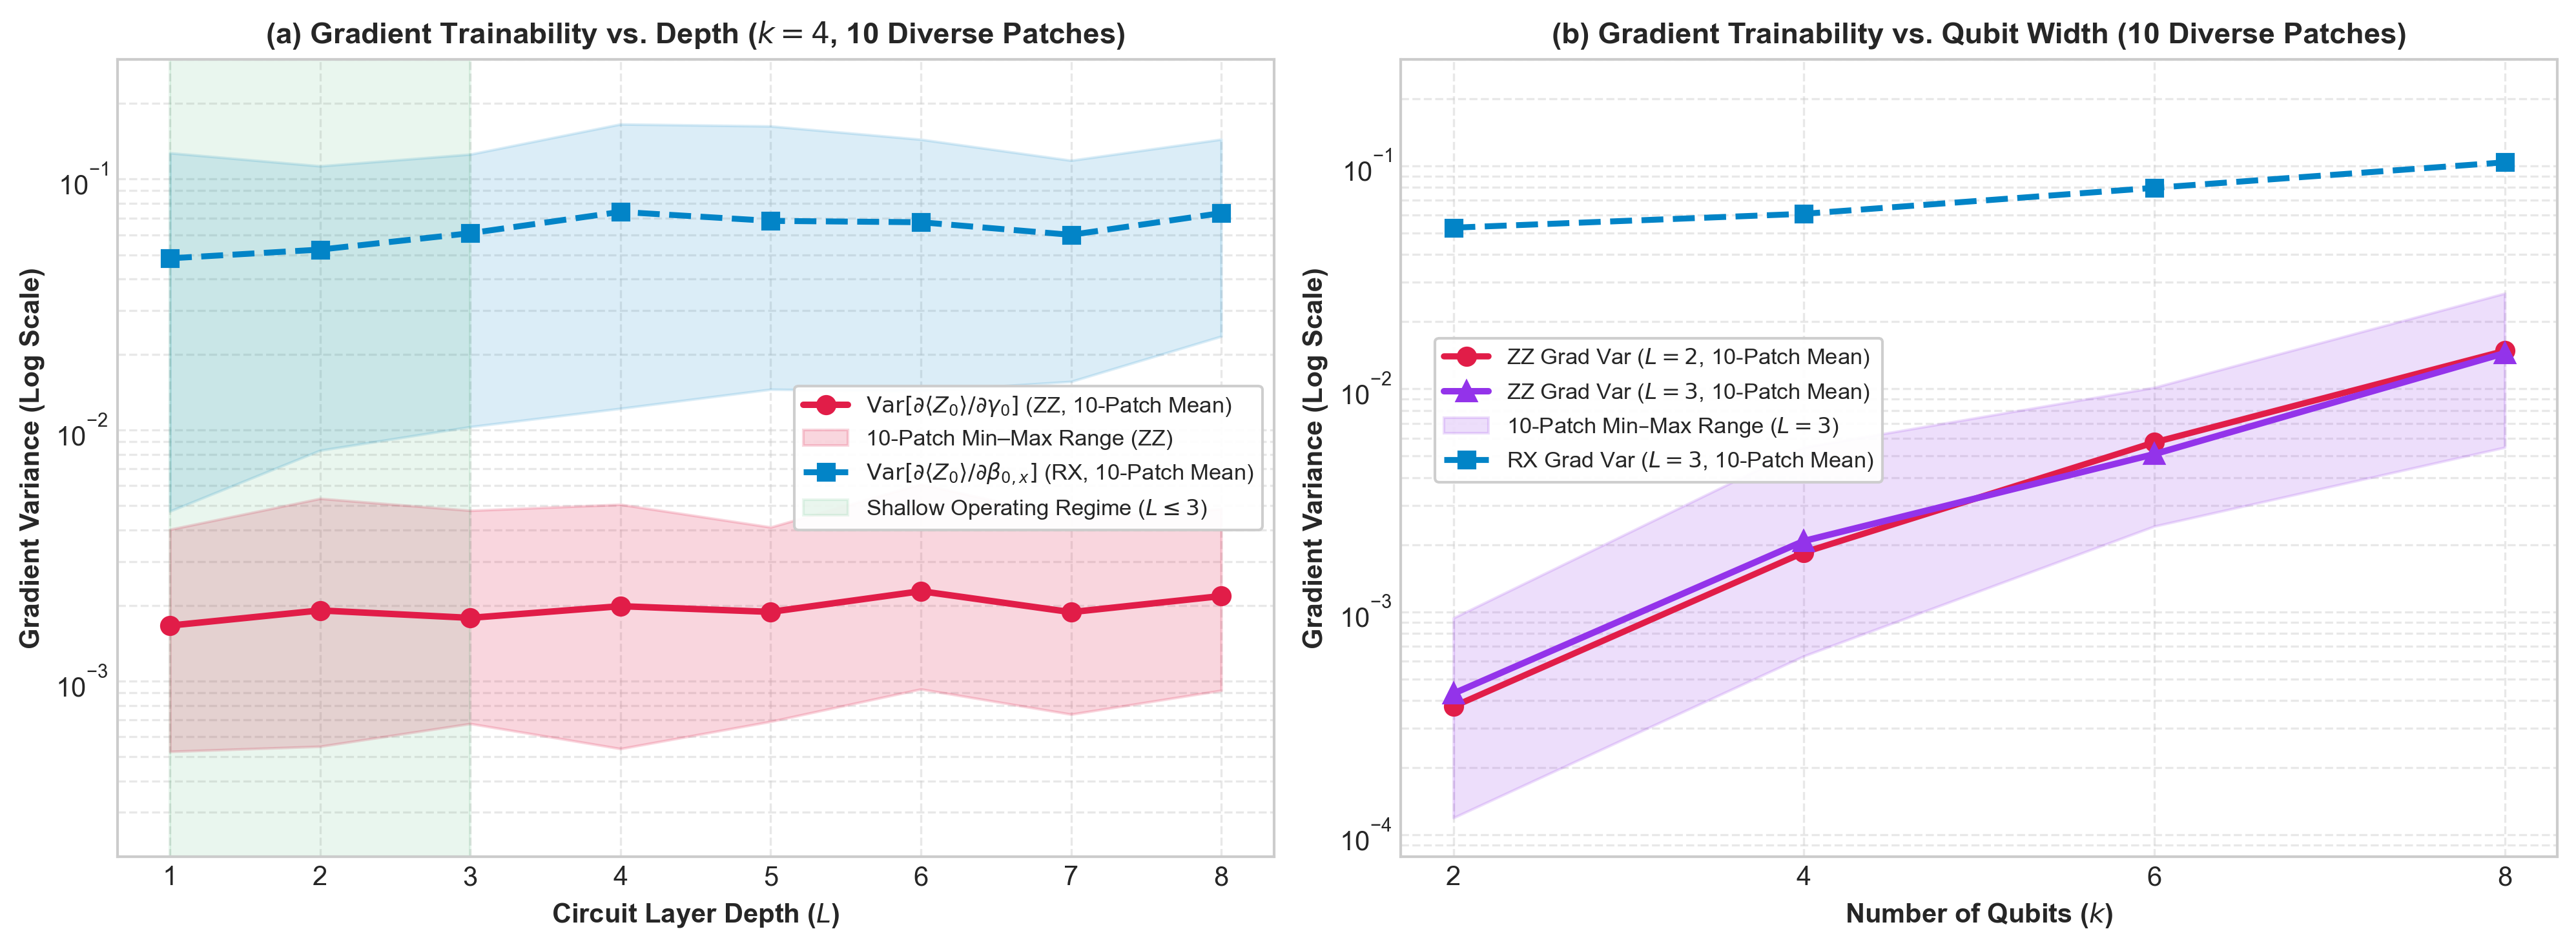 (a) Gradient Trainability vs. Depth (k = 4, 10 Diverse Patches)
Gradient Variance (Log Scale)
10⁻¹
10⁻²
10⁻³
Var[∂⟨Z₀⟩/∂γ₀] (ZZ, 10-Patch Mean)
10-Patch Min–Max Range (ZZ)
Var[∂⟨Z₀⟩/∂β₀,ₓ] (RX, 10-Patch Mean)
Shallow Operating Regime (L ≤ 3)
1 2 3 4 5 6 7 8
Circuit Layer Depth (L)
(b) Gradient Trainability vs. Qubit Width (10 Diverse Patches)
Gradient Variance (Log Scale)
10⁻¹
10⁻²
10⁻³
10⁻⁴
ZZ Grad Var (L = 2, 10-Patch Mean)
ZZ Grad Var (L = 3, 10-Patch Mean)
10-Patch Min–Max Range (L = 3)
RX Grad Var (L = 3, 10-Patch Mean)
2 4 6 8
Number of Qubits (k)